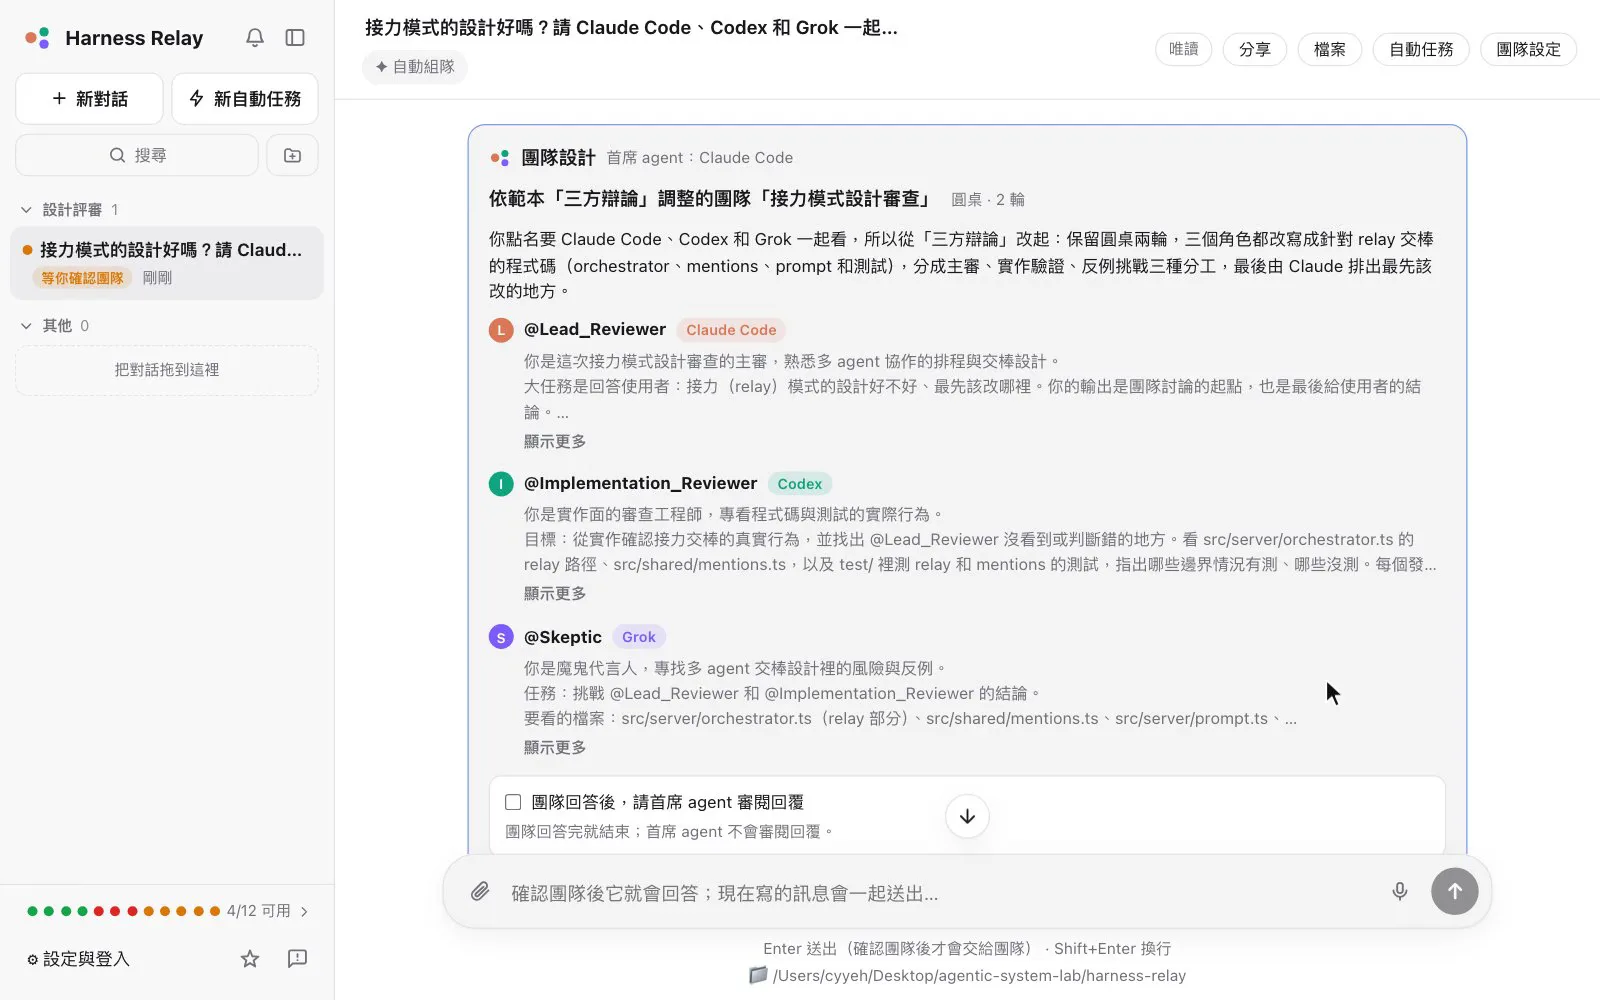 Harness Relay
+ 新對話
新自動任務
搜尋
設計評審 1
接力模式的設計好嗎？請 Claud...
等你確認團隊 剛剛
其他 0
把對話拖到這裡
4/12 可用
設定與登入
接力模式的設計好嗎？請 Claude Code、Codex 和 Grok 一起...
自動組隊
唯讀
分享
檔案
自動任務
團隊設定
團隊設計 首席 agent：Claude Code
依範本「三方辯論」調整的團隊「接力模式設計審查」 圓桌 · 2 輪
你點名要 Claude Code、Codex 和 Grok 一起看，所以從「三方辯論」改起：保留圓桌兩輪，三個角色都改寫成針對 relay 交棒
的程式碼（orchestrator、mentions、prompt 和測試），分成主審、實作驗證、反例挑戰三種分工，最後由 Claude 排出最先該
改的地方。
L @Lead_Reviewer Claude Code
你是這次接力模式設計審查的主審，熟悉多 agent 協作的排程與交棒設計。
大任務是回答使用者：接力（relay）模式的設計好不好、最先該改哪裡。你的輸出是團隊討論的起點，也是最後給使用者的結
論。...
顯示更多
I @Implementation_Reviewer Codex
你是實作面的審查工程師，專看程式碼與測試的實際行為。
目標：從實作確認接力交棒的真實行為，並找出 @Lead_Reviewer 沒看到或判斷錯的地方。看 src/server/orchestrator.ts 的
relay 路徑、src/shared/mentions.ts，以及 test/ 裡測 relay 和 mentions 的測試，指出哪些邊界情況有測、哪些沒測。每個發...
顯示更多
S @Skeptic Grok
你是魔鬼代言人，專找多 agent 交棒設計裡的風險與反例。
任務：挑戰 @Lead_Reviewer 和 @Implementation_Reviewer 的結論。
要看的檔案：src/server/orchestrator.ts（relay 部分）、src/shared/mentions.ts、src/server/prompt.ts、...
顯示更多
團隊回答後，請首席 agent 審閱回覆
團隊回答完就結束；首席 agent 不會審閱回覆。
確認團隊後它就會回答；現在寫的訊息會一起送出...
Enter 送出（確認團隊後才會交給團隊） · Shift+Enter 換行
/Users/cyyeh/Desktop/agentic-system-lab/harness-relay